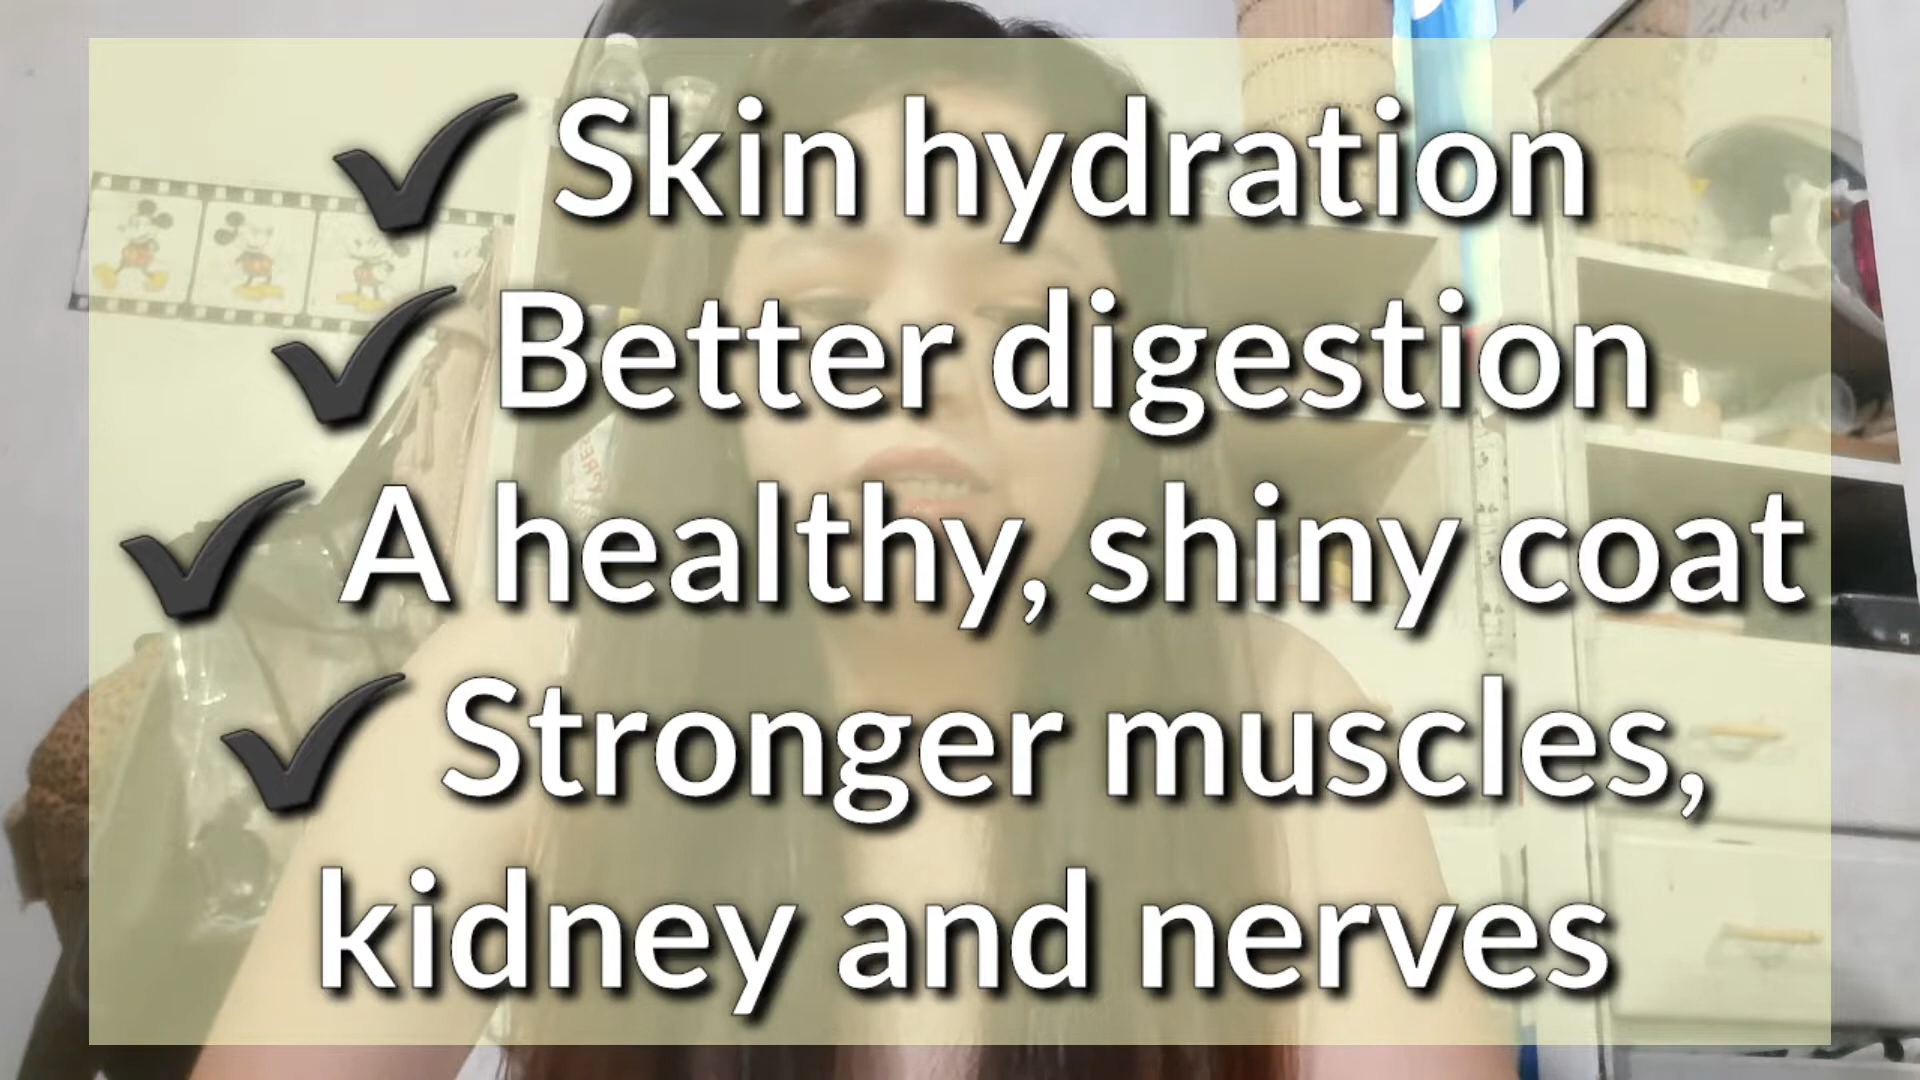 ✔ Skin hydration
✔ Better digestion
✔ A healthy, shiny coat
✔ Stronger muscles,
kidney and nerves